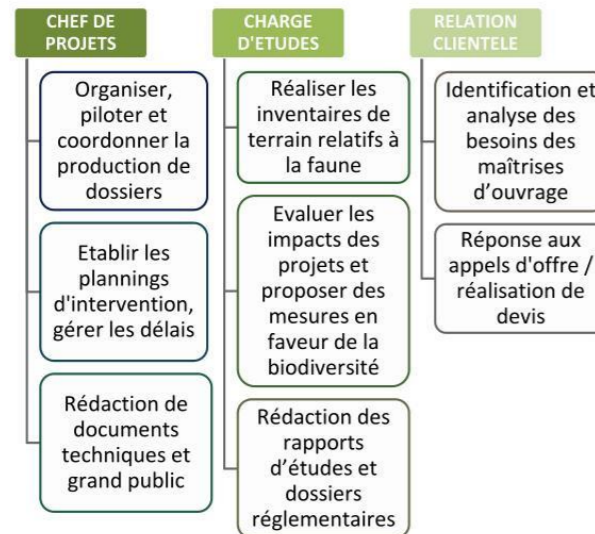 CHEF DE
PROJETS
Organiser,
piloter et
coordonner la
production de
dossiers
Etablir les
plannings
d'intervention,
gérer les délais
Rédaction de
documents
techniques et
grand public
CHARGE
D'ETUDES
Réaliser les
inventaires de
terrain relatifs à
la faune
Evaluer les
impacts des
projets et
proposer des
mesures en
faveur de la
biodiversité
Rédaction des
rapports
d’études et
dossiers
réglementaires
RELATION
CLIENTELE
Identification et
analyse des
besoins des
maîtrises
d’ouvrage
Réponse aux
appels d'offre /
réalisation de
devis